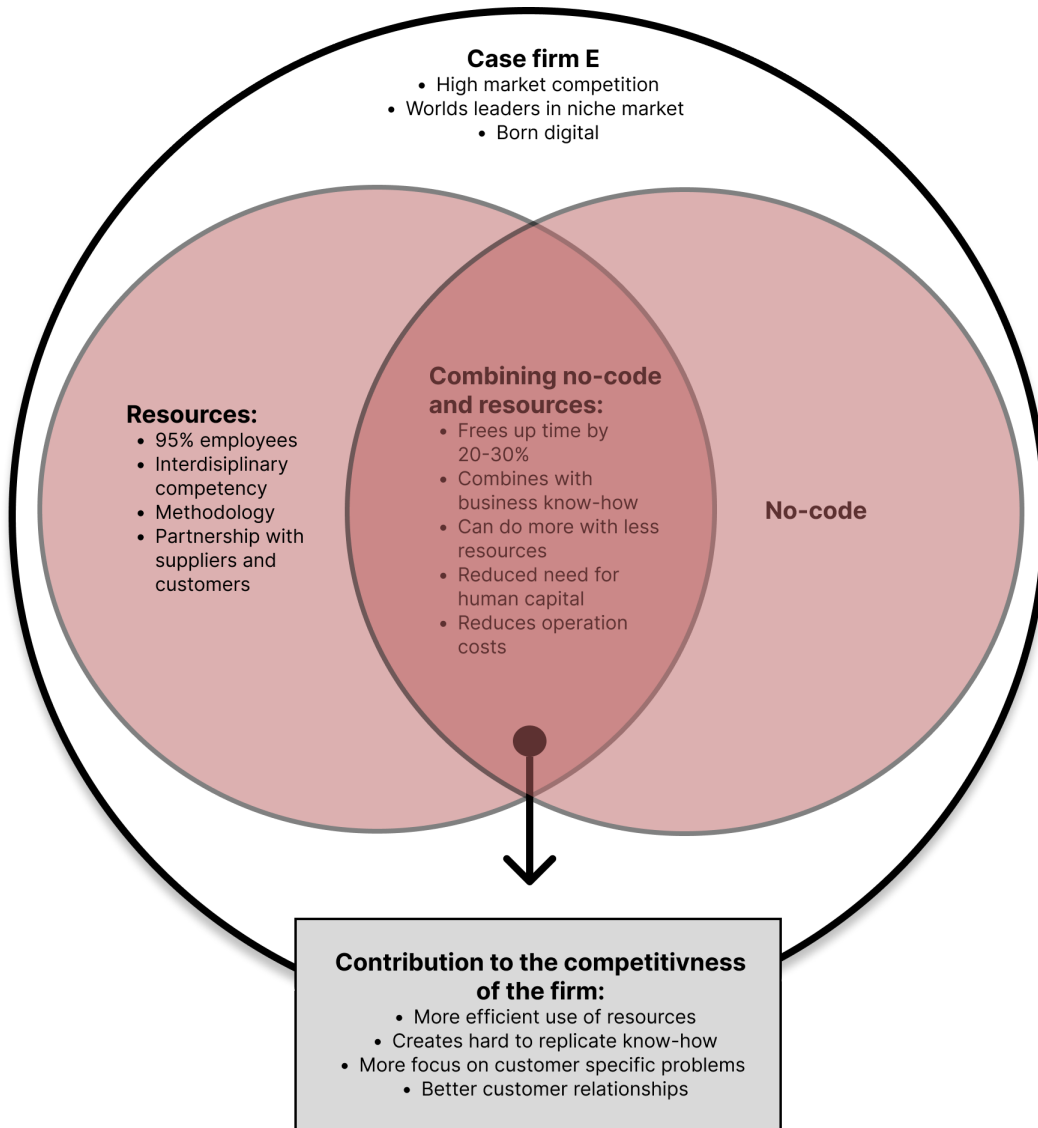 Case firm E
• High market competition
• Worlds leaders in niche market
• Born digital
Resources:
• 95% employees
• Interdisiplinary
competency
• Methodology
• Partnership with
suppliers and
customers
Combining no-code
and resources:
• Frees up time by
20-30%
• Combines with
business know-how
• Can do more with less
resources
• Reduced need for
human capital
• Reduces operation
costs
No-code
Contribution to the competitivness
of the firm:
• More efficient use of resources
• Creates hard to replicate know-how
• More focus on customer specific problems
• Better customer relationships